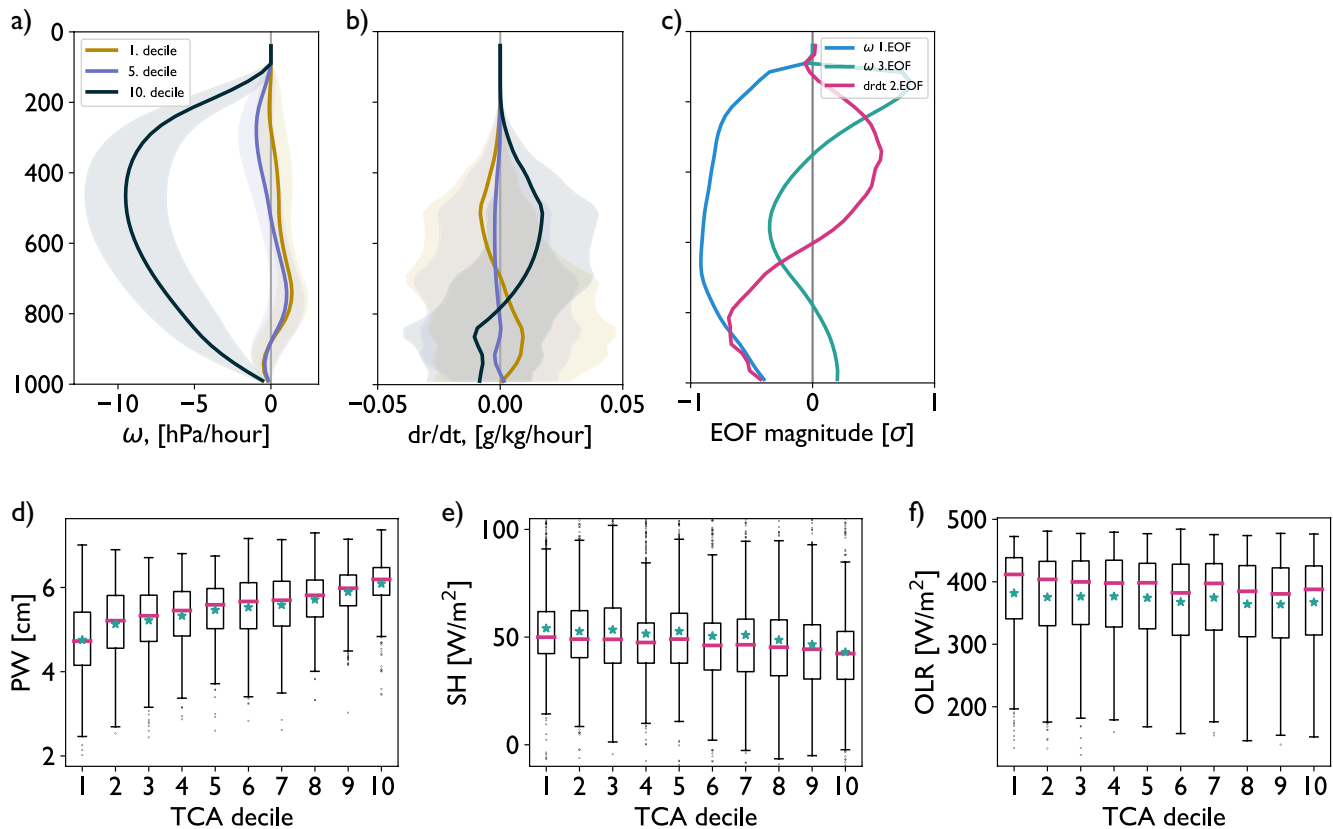 a)
b)
c)
0
200
400
600
800
1000
1. decile
5. decile
10. decile
ω 1.EOF
ω 3.EOF
drdt 2.EOF
−10
−5
0
−0.05
0.00
0.05
−1
0
1
ω, [hPa/hour]
dr/dt, [g/kg/hour]
EOF magnitude [σ]
d)
e)
f)
PW [cm]
6
4
2
1 2 3 4 5 6 7 8 9 10
TCA decile
SH [W/m²]
100
50
0
1 2 3 4 5 6 7 8 9 10
TCA decile
OLR [W/m²]
500
400
300
200
1 2 3 4 5 6 7 8 9 10
TCA decile